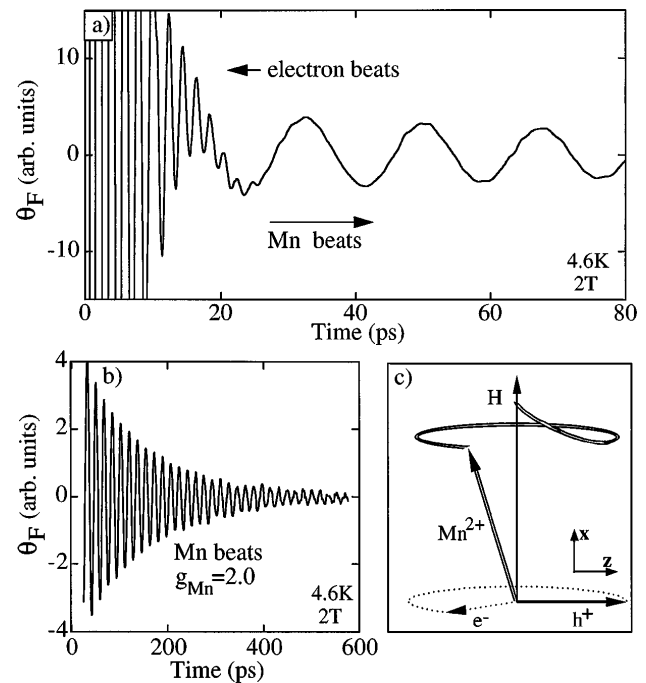 a)
10
0
-10
θF (arb. units)
electron beats
Mn beats
4.6K
2T
0 20 40 60 80
Time (ps)
b)
4
2
0
-2
-4
θF (arb. units)
Mn beats
gMn=2.0
4.6K
2T
0 200 400 600
Time (ps)
c)
H
Mn2+
x
z
e-
h+